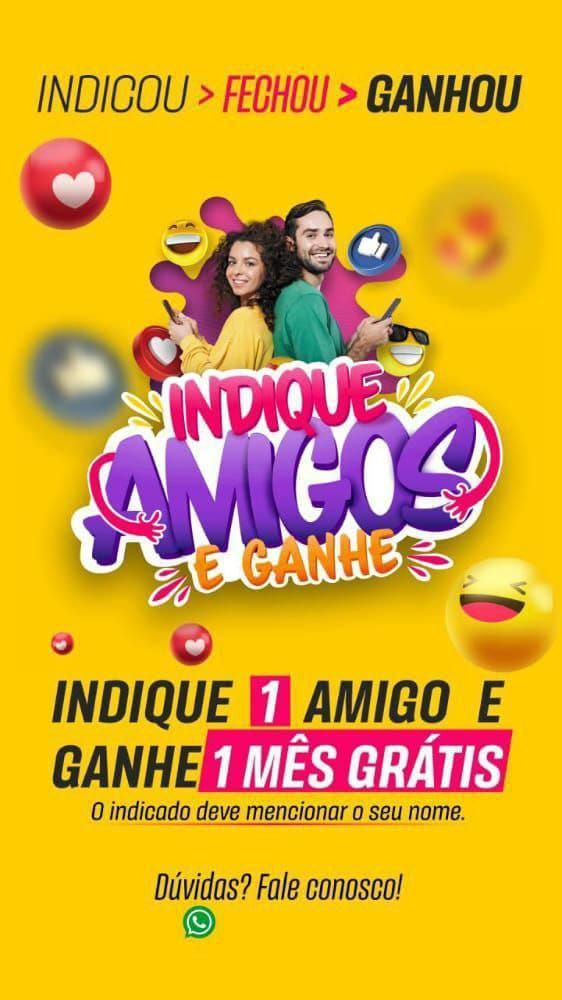 INDICOU > FECHOU > GANHOU
INDIQUE
AMIGOS
E GANHE
INDIQUE 1 AMIGO E
GANHE 1 MÊS GRÁTIS
O indicado deve mencionar o seu nome.
Dúvidas? Fale conosco!